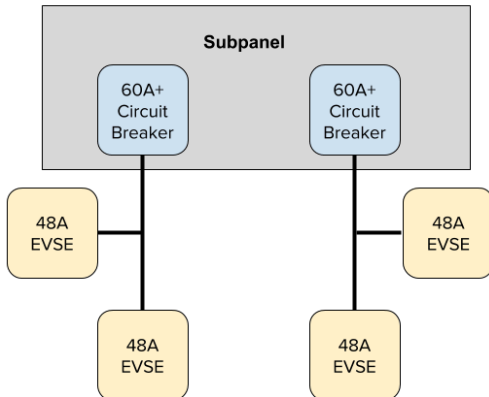 Subpanel
60A+
Circuit
Breaker
60A+
Circuit
Breaker
48A
EVSE
48A
EVSE
48A
EVSE
48A
EVSE